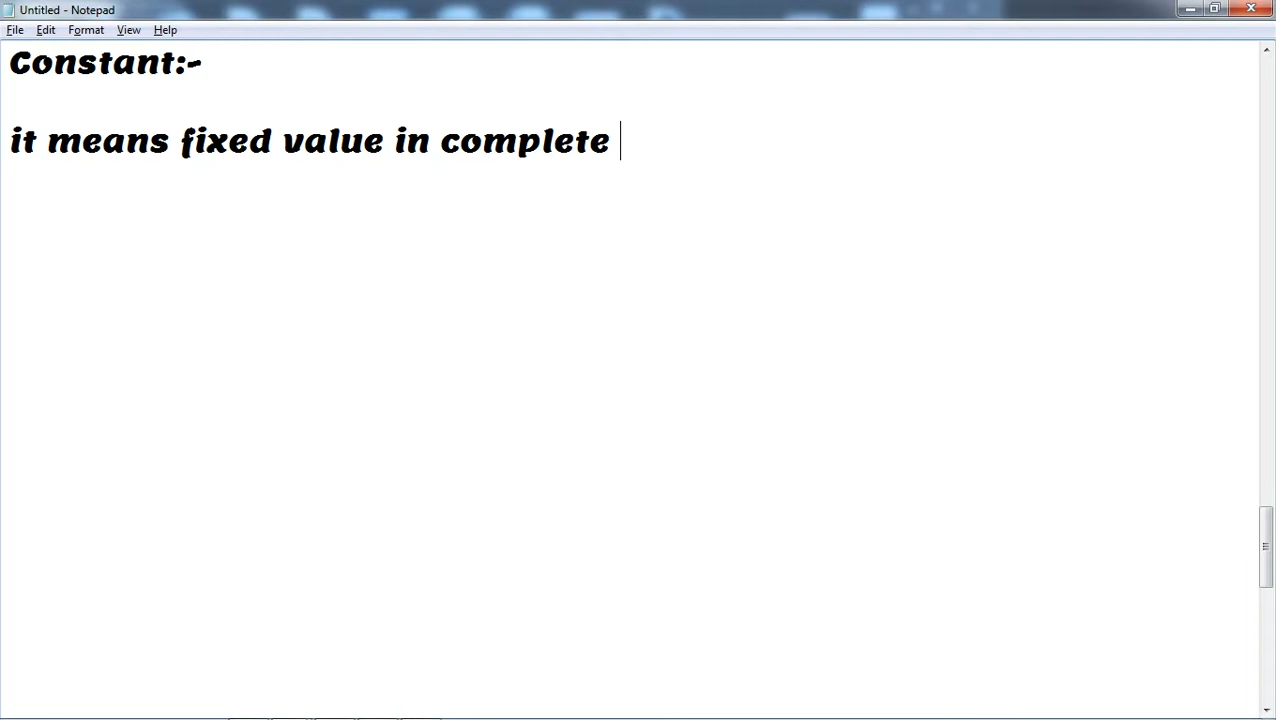 Untitled - Notepad
File Edit Format View Help
Constant:-
it means fixed value in complete